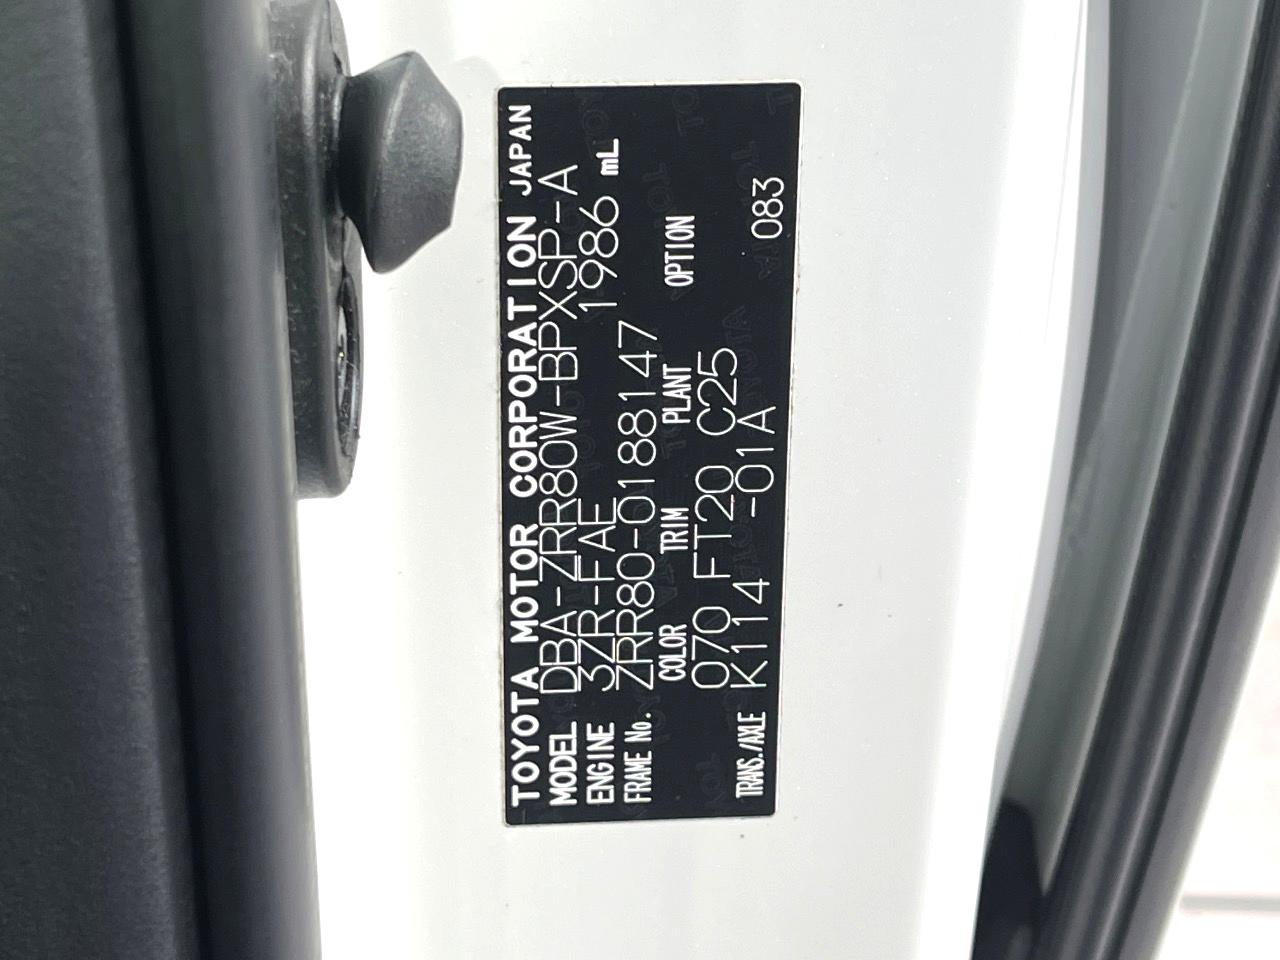 TOYOTA MOTOR CORPORATION JAPAN
MODEL DBA-ZRR80W-BPXSP-A
ENGINE 3ZR-FAE 1986 mL
FRAME No. ZRR80-0188147
COLOR TRIM PLANT OPTION
070 FT20 C25
TRANS./AXLE K114 -01A 083